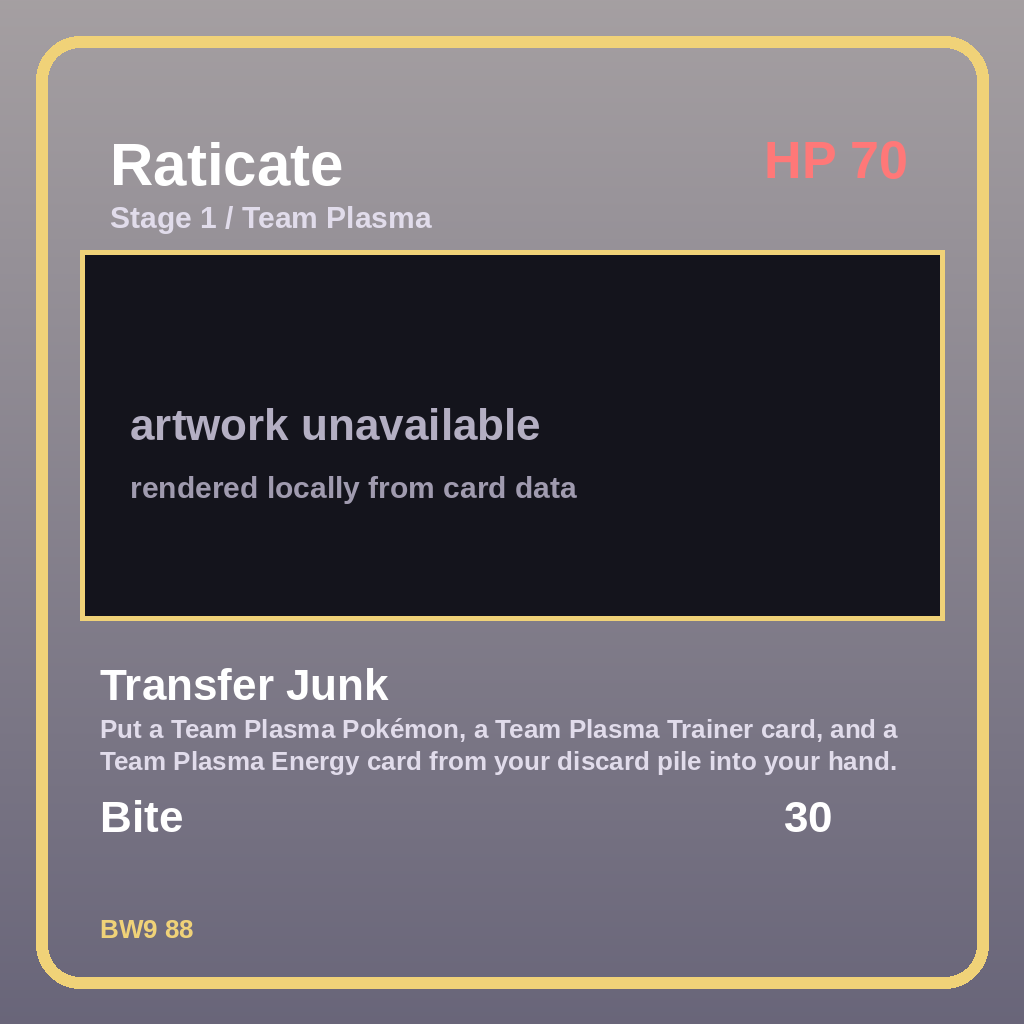 Raticate
HP 70
Stage 1 / Team Plasma
artwork unavailable
rendered locally from card data
Transfer Junk
Put a Team Plasma Pokémon, a Team Plasma Trainer card, and a
Team Plasma Energy card from your discard pile into your hand.
Bite 30
BW9 88